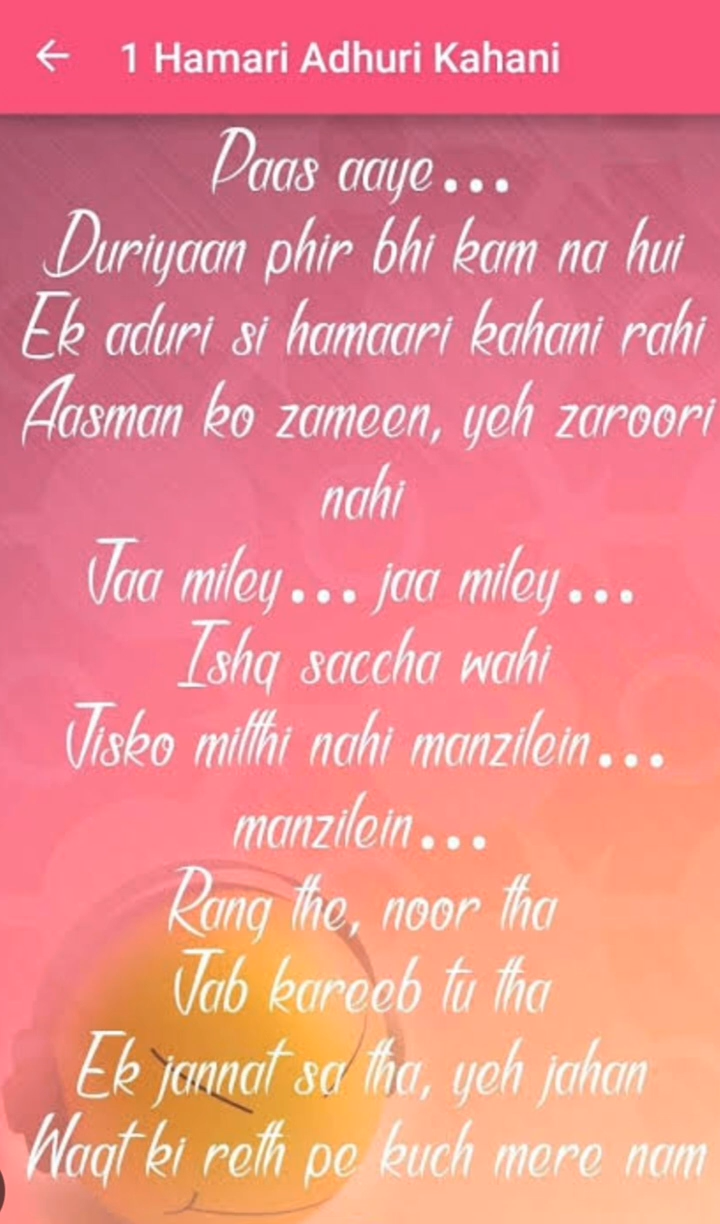 1 Hamari Adhuri Kahani
Paas aaye...
Duriyaan phir bhi kam na hui
Ek aduri si hamaari kahani rahi
Aasman ko zameen, yeh zaroori
nahi
Jaa miley... jaa miley...
Ishq saccha wahi
Jisko milthi nahi manzilein...
manzilein...
Rang the, noor tha
Jab kareeb tu tha
Ek jannat sa tha, yeh jahan
Waqt ki reth pe kuch mere nam